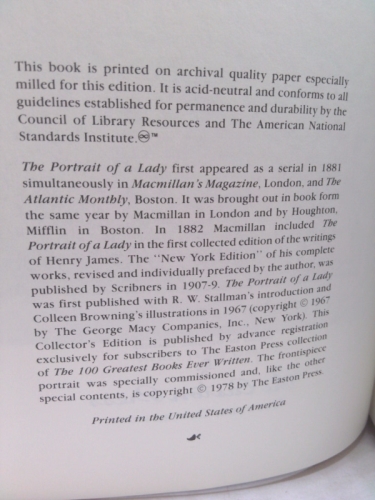 This book is printed on archival quality paper especially
milled for this edition. It is acid-neutral and conforms to all
guidelines established for permanence and durability by the
Council of Library Resources and The American National
Standards Institute.♾™
The Portrait of a Lady first appeared as a serial in 1881
simultaneously in Macmillan's Magazine, London, and The
Atlantic Monthly, Boston. It was brought out in book form
the same year by Macmillan in London and by Houghton,
Mifflin in Boston. In 1882 Macmillan included The
Portrait of a Lady in the first collected edition of the writings
of Henry James. The "New York Edition" of his complete
works, revised and individually prefaced by the author, was
published by Scribners in 1907-9. The Portrait of a Lady
was first published with R. W. Stallman's introduction and
Colleen Browning's illustrations in 1967 (copyright © 1967
by The George Macy Companies, Inc., New York). This
Collector's Edition is published by advance registration
exclusively for subscribers to The Easton Press collection
of The 100 Greatest Books Ever Written. The frontispiece
portrait was specially commissioned and, like the other
special contents, is copyright © 1978 by The Easton Press.
Printed in the United States of America